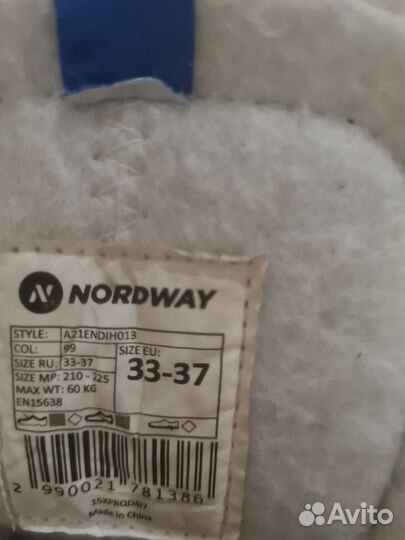 NORDWAY
STYLE: A21ENDIH013
COL: 99
SIZE RU: 33-37
SIZE MP: 210 - 225
MAX WT: 60 KG
EN15638
SIZE EU:
33-37
2 990021 781386
Made in China
Avito